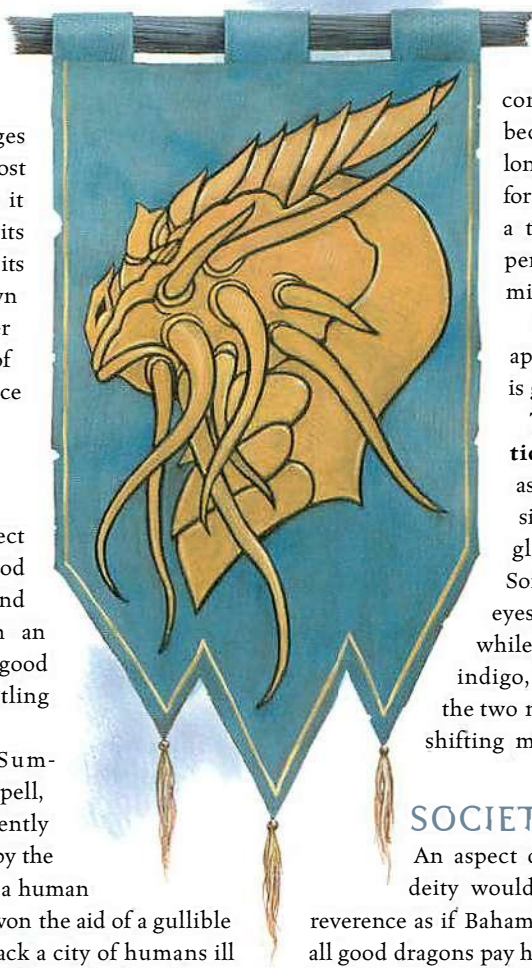 ges
ost
it
its
its
wn
er
of
ce
ect
od
nd
an
good
tling
Sum-
pell,
ently
by the
a human
won the aid of a gullible
ack a city of humans ill
con
bec
lon
for
a t
per
mi
ap
is g
T
tio
as
si
gl
So
eyes
while
indigo,
the two n
shifting m
SOCIET
An aspect o
deity would
reverence as if Baham
all good dragons pay h